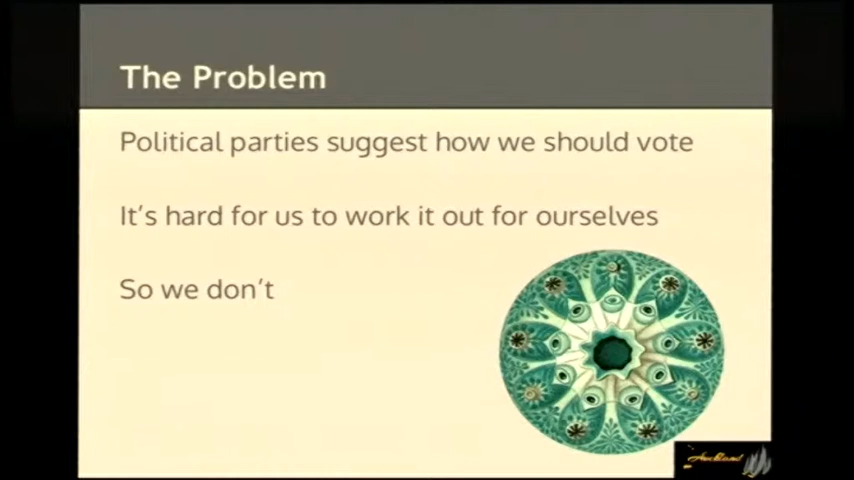 The Problem
Political parties suggest how we should vote
It's hard for us to work it out for ourselves
So we don't
Auckland